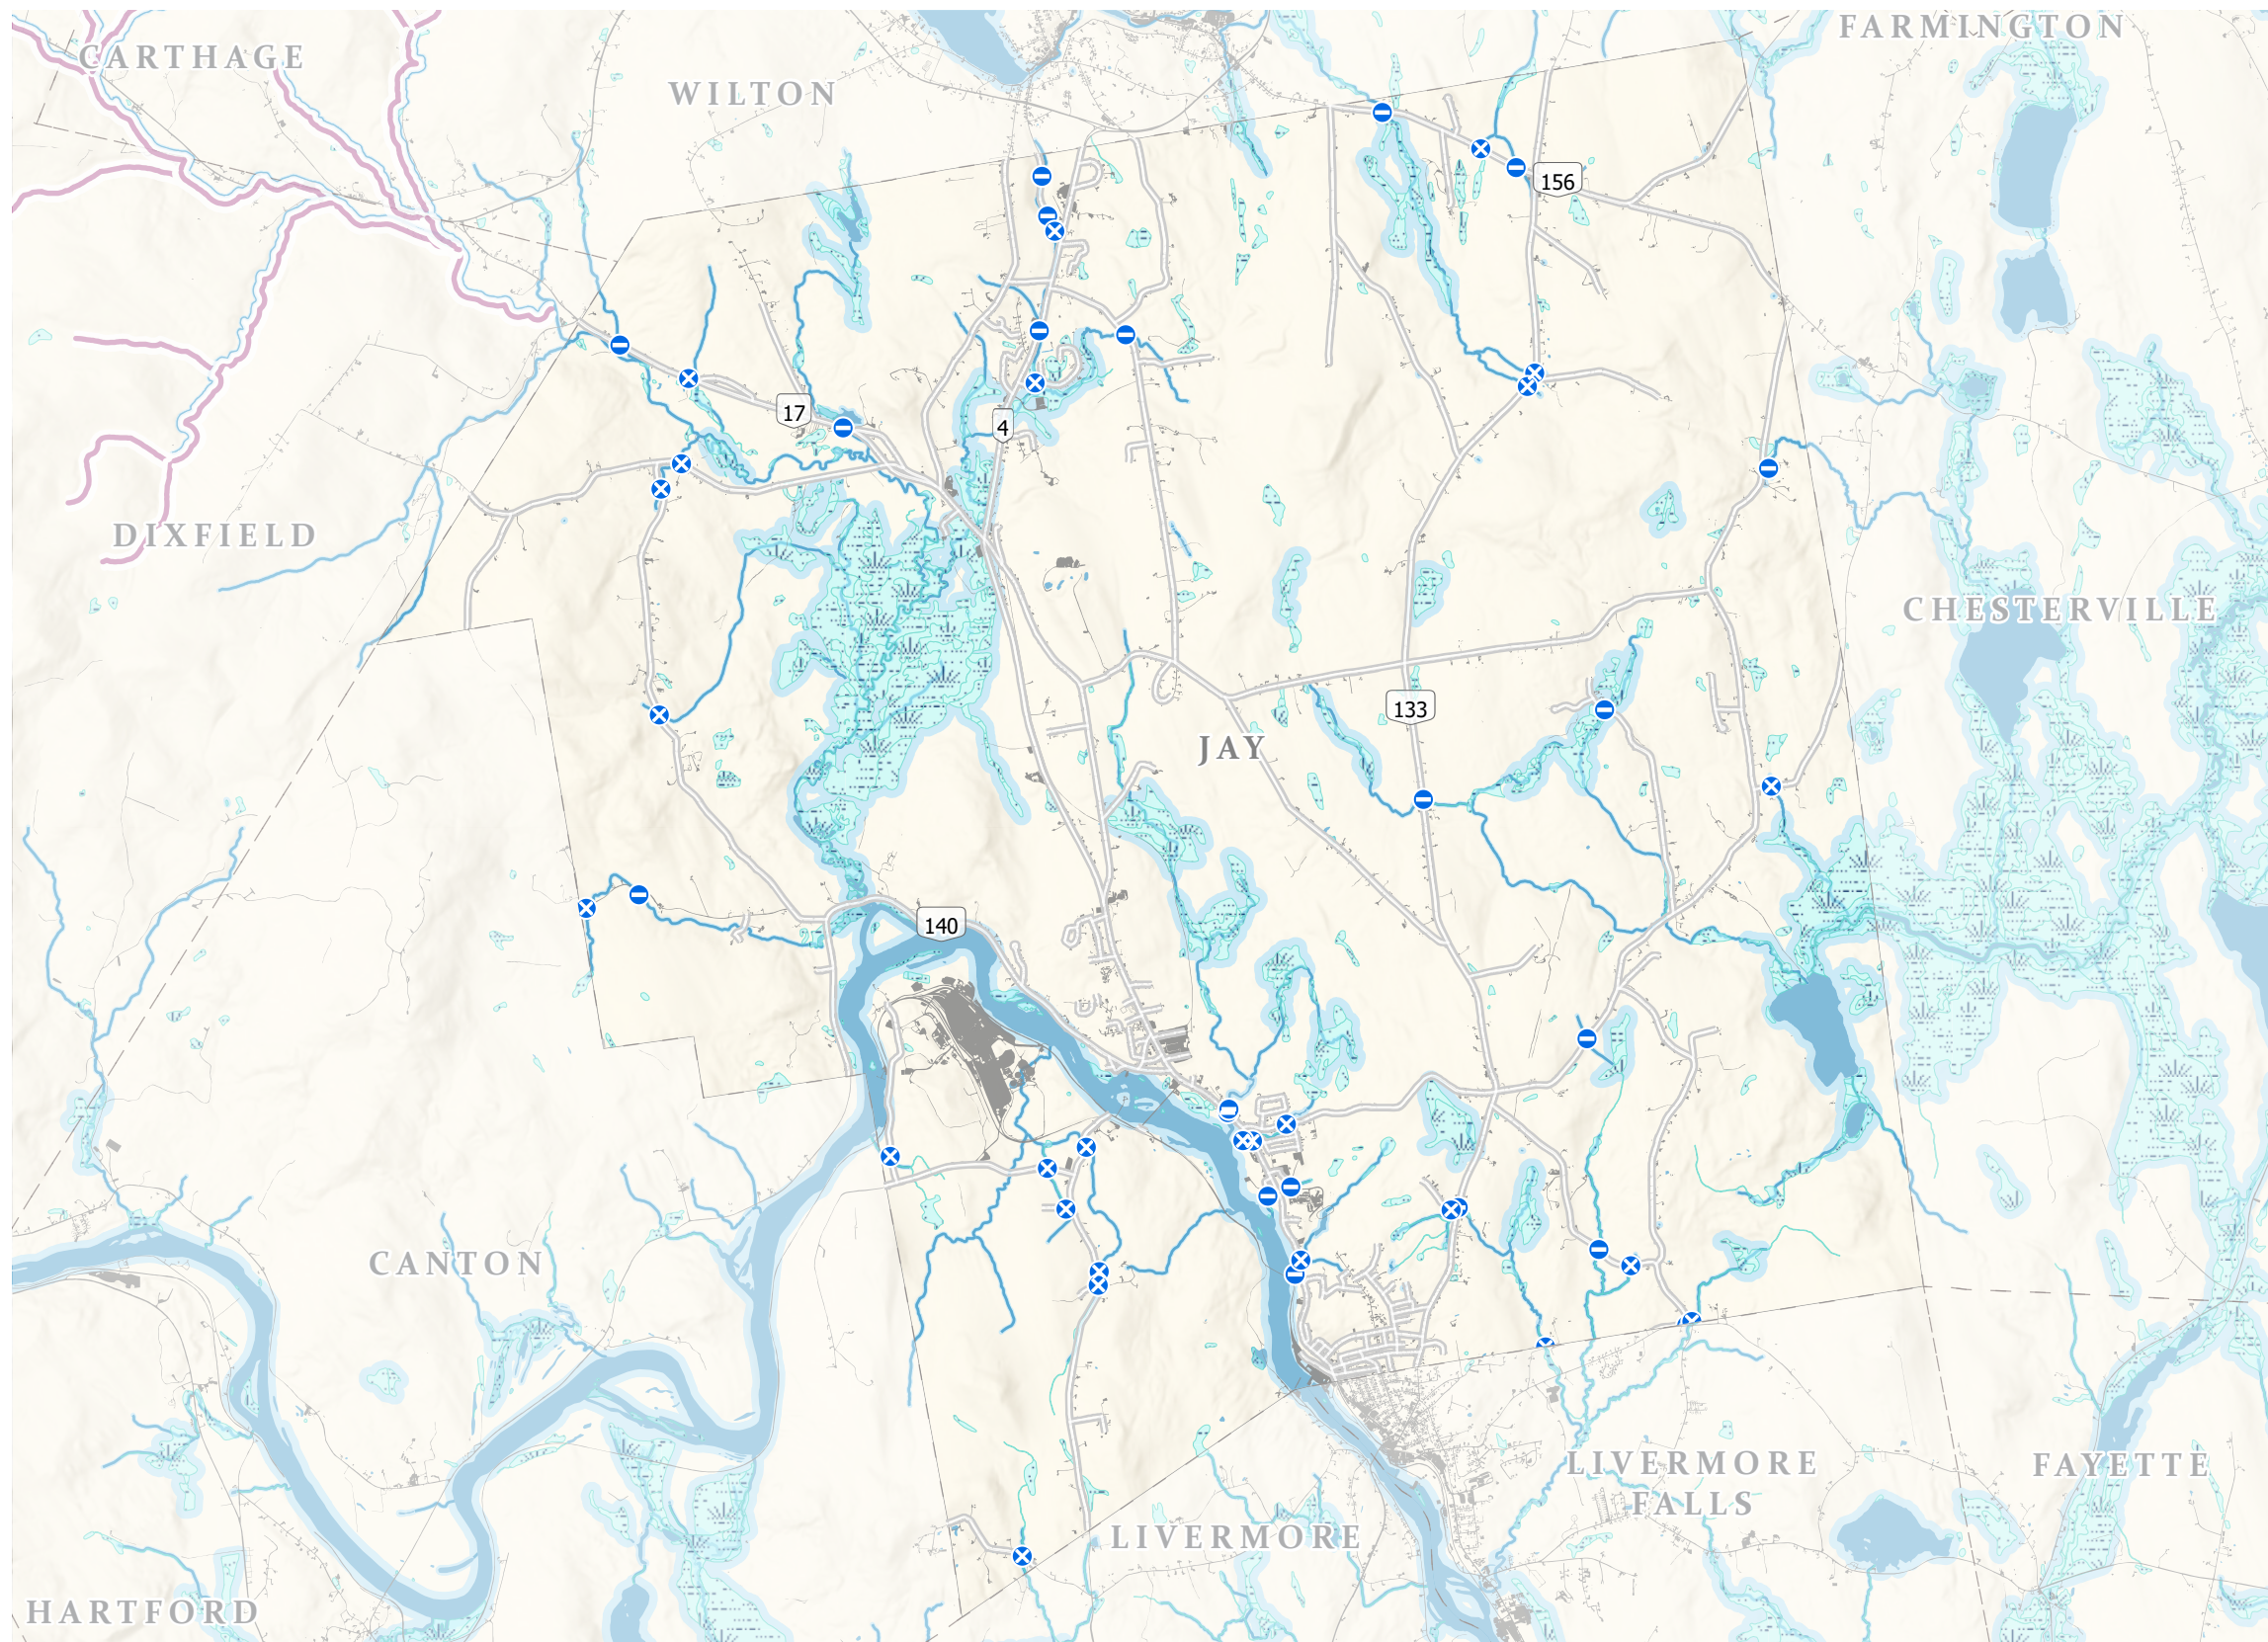 FARMINGTON
CARTHAGE
WILTON
156
17
4
DIXFIELD
CHESTERVILLE
133
JAY
140
CANTON
LIVERMORE
FALLS
FAYETTE
LIVERMORE
HARTFORD